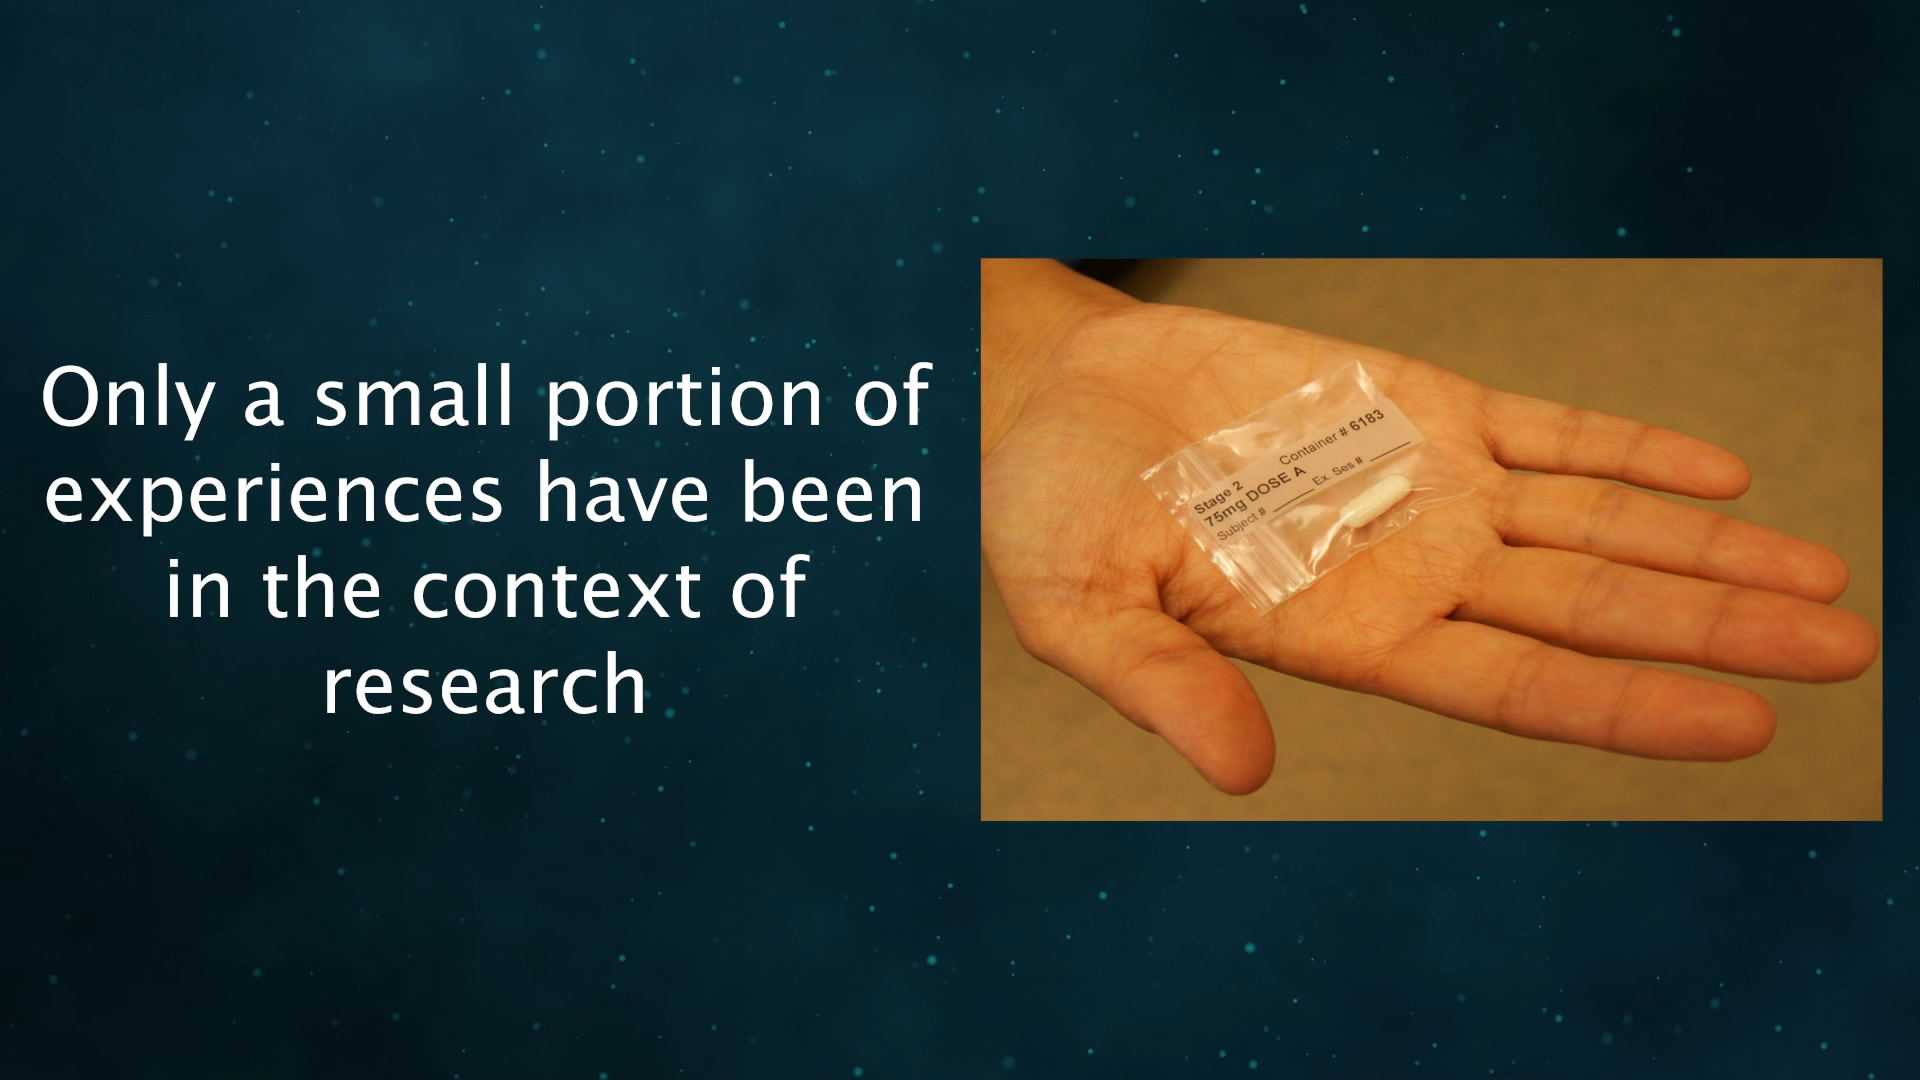 Only a small portion of
experiences have been
in the context of
research
Container # 6183
Stage 2
75mg DOSE A
Subject # ______ Ex. Ses # ______